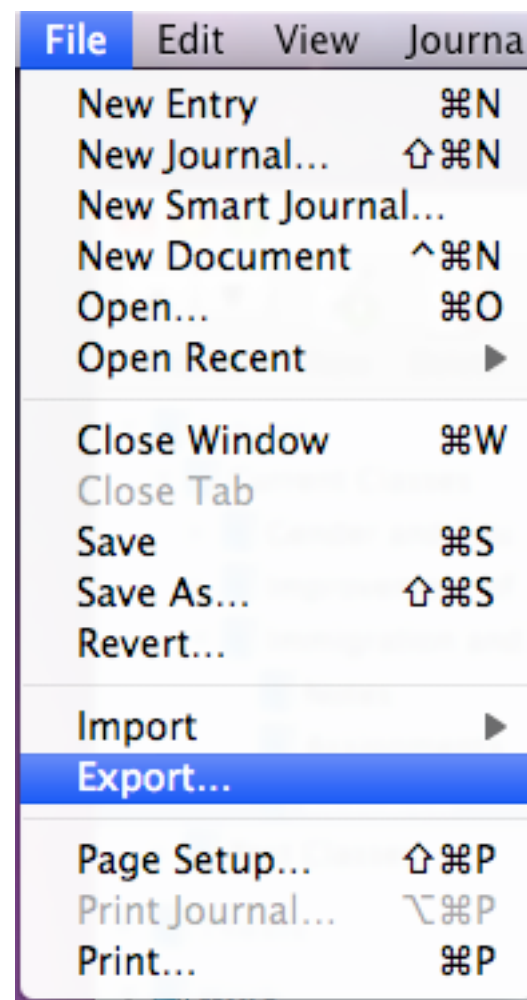 File Edit View Journa
New Entry ⌘N
New Journal... ⇧⌘N
New Smart Journal...
New Document ^⌘N
Open... ⌘O
Open Recent ▶
Close Window ⌘W
Close Tab
Save ⌘S
Save As... ⇧⌘S
Revert...
Import ▶
Export...
Page Setup... ⇧⌘P
Print Journal... ⌥⌘P
Print... ⌘P